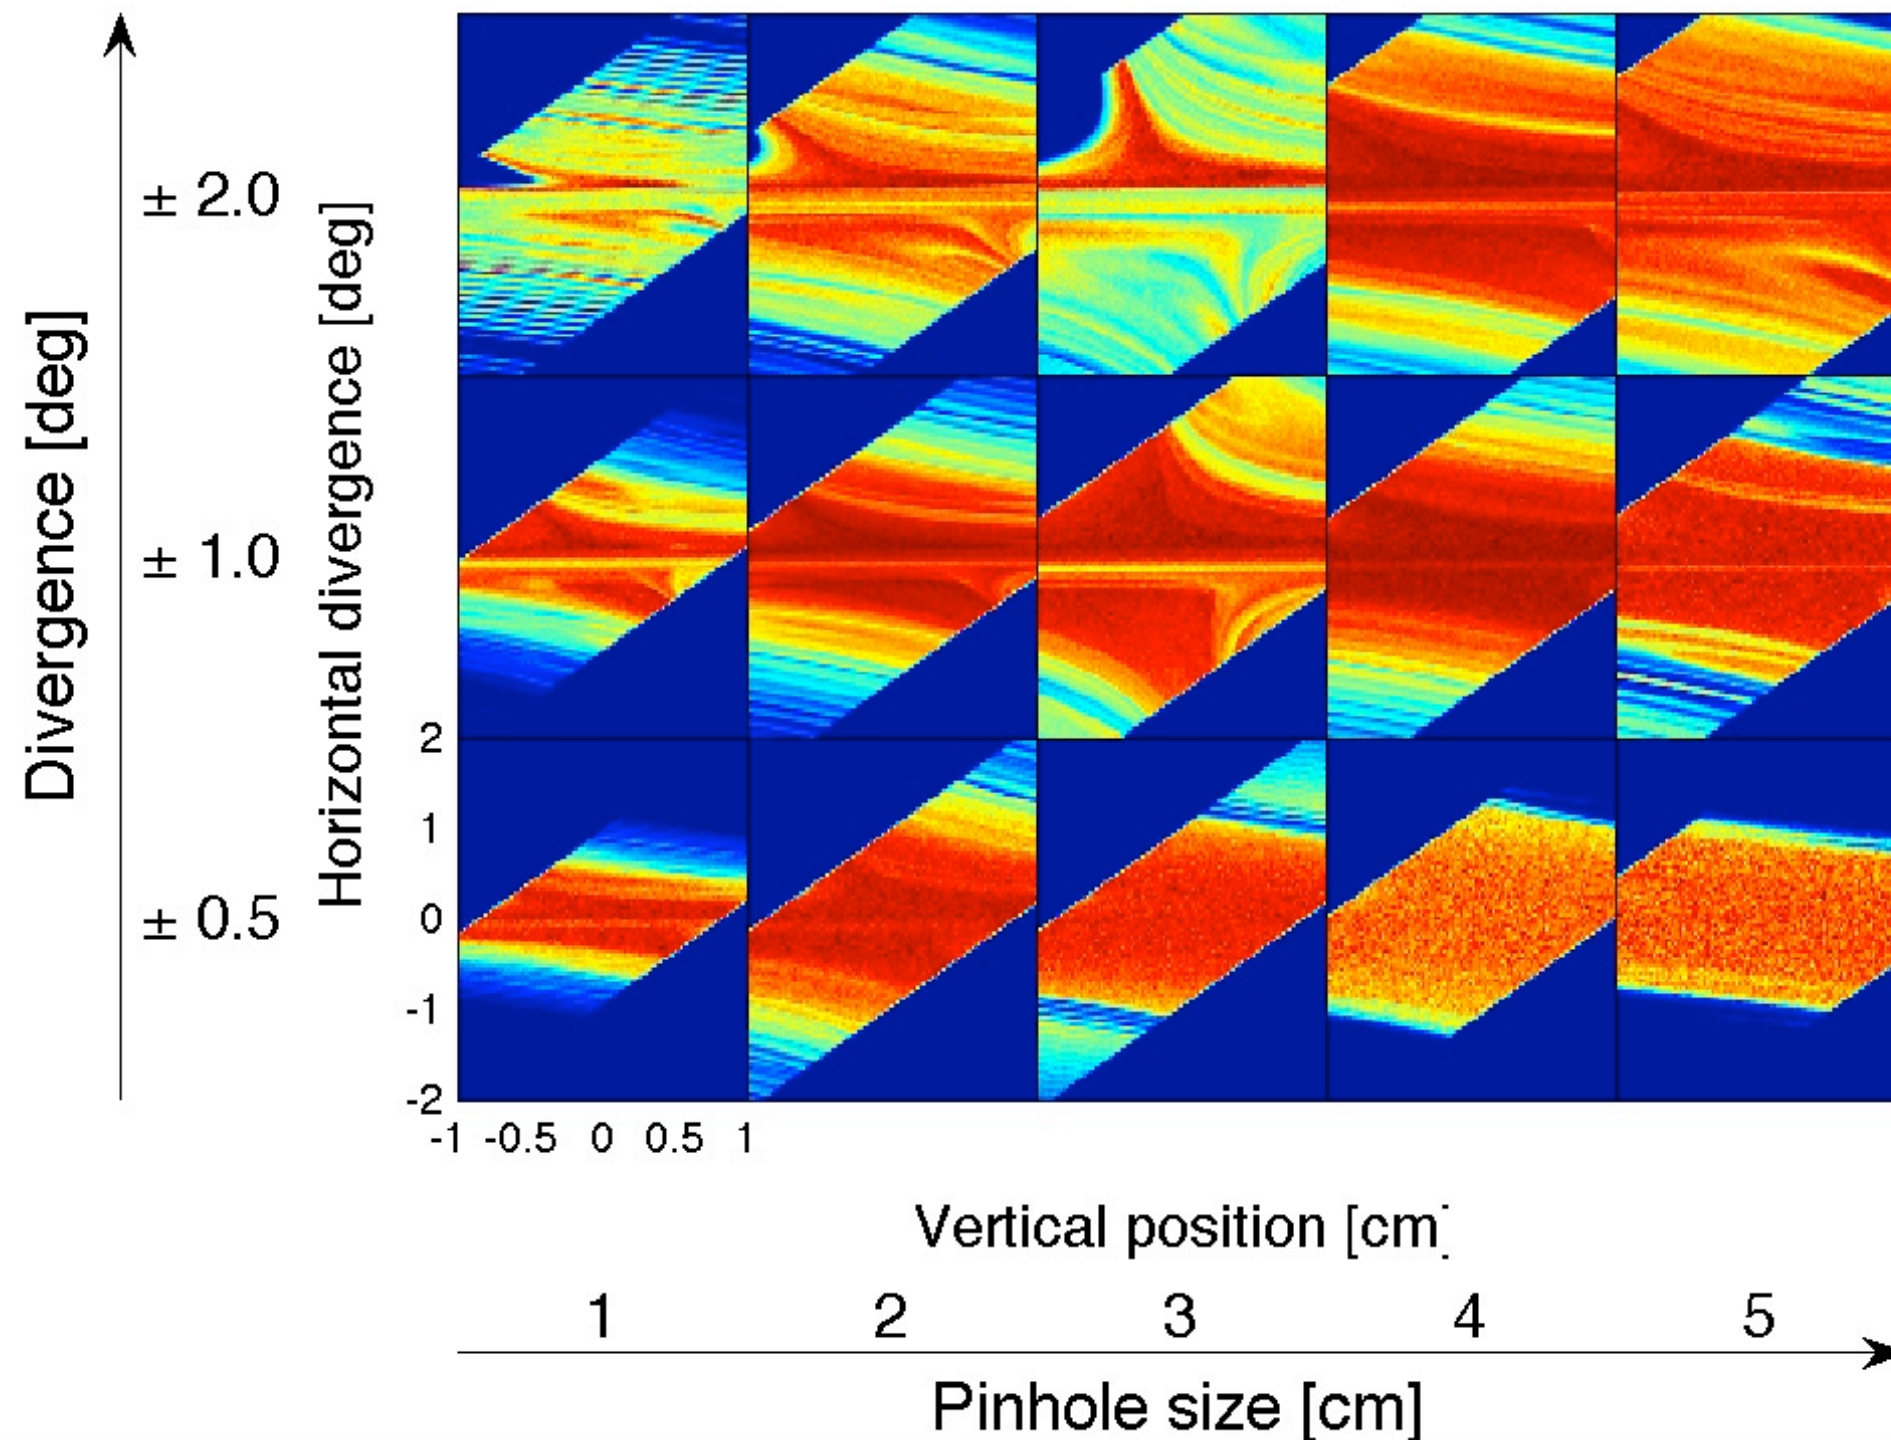 Divergence [deg]
± 2.0
± 1.0
± 0.5
Horizontal divergence [deg]
2
1
0
-1
-2
-1 -0.5 0 0.5 1
Vertical position [cm]
1 2 3 4 5
Pinhole size [cm]